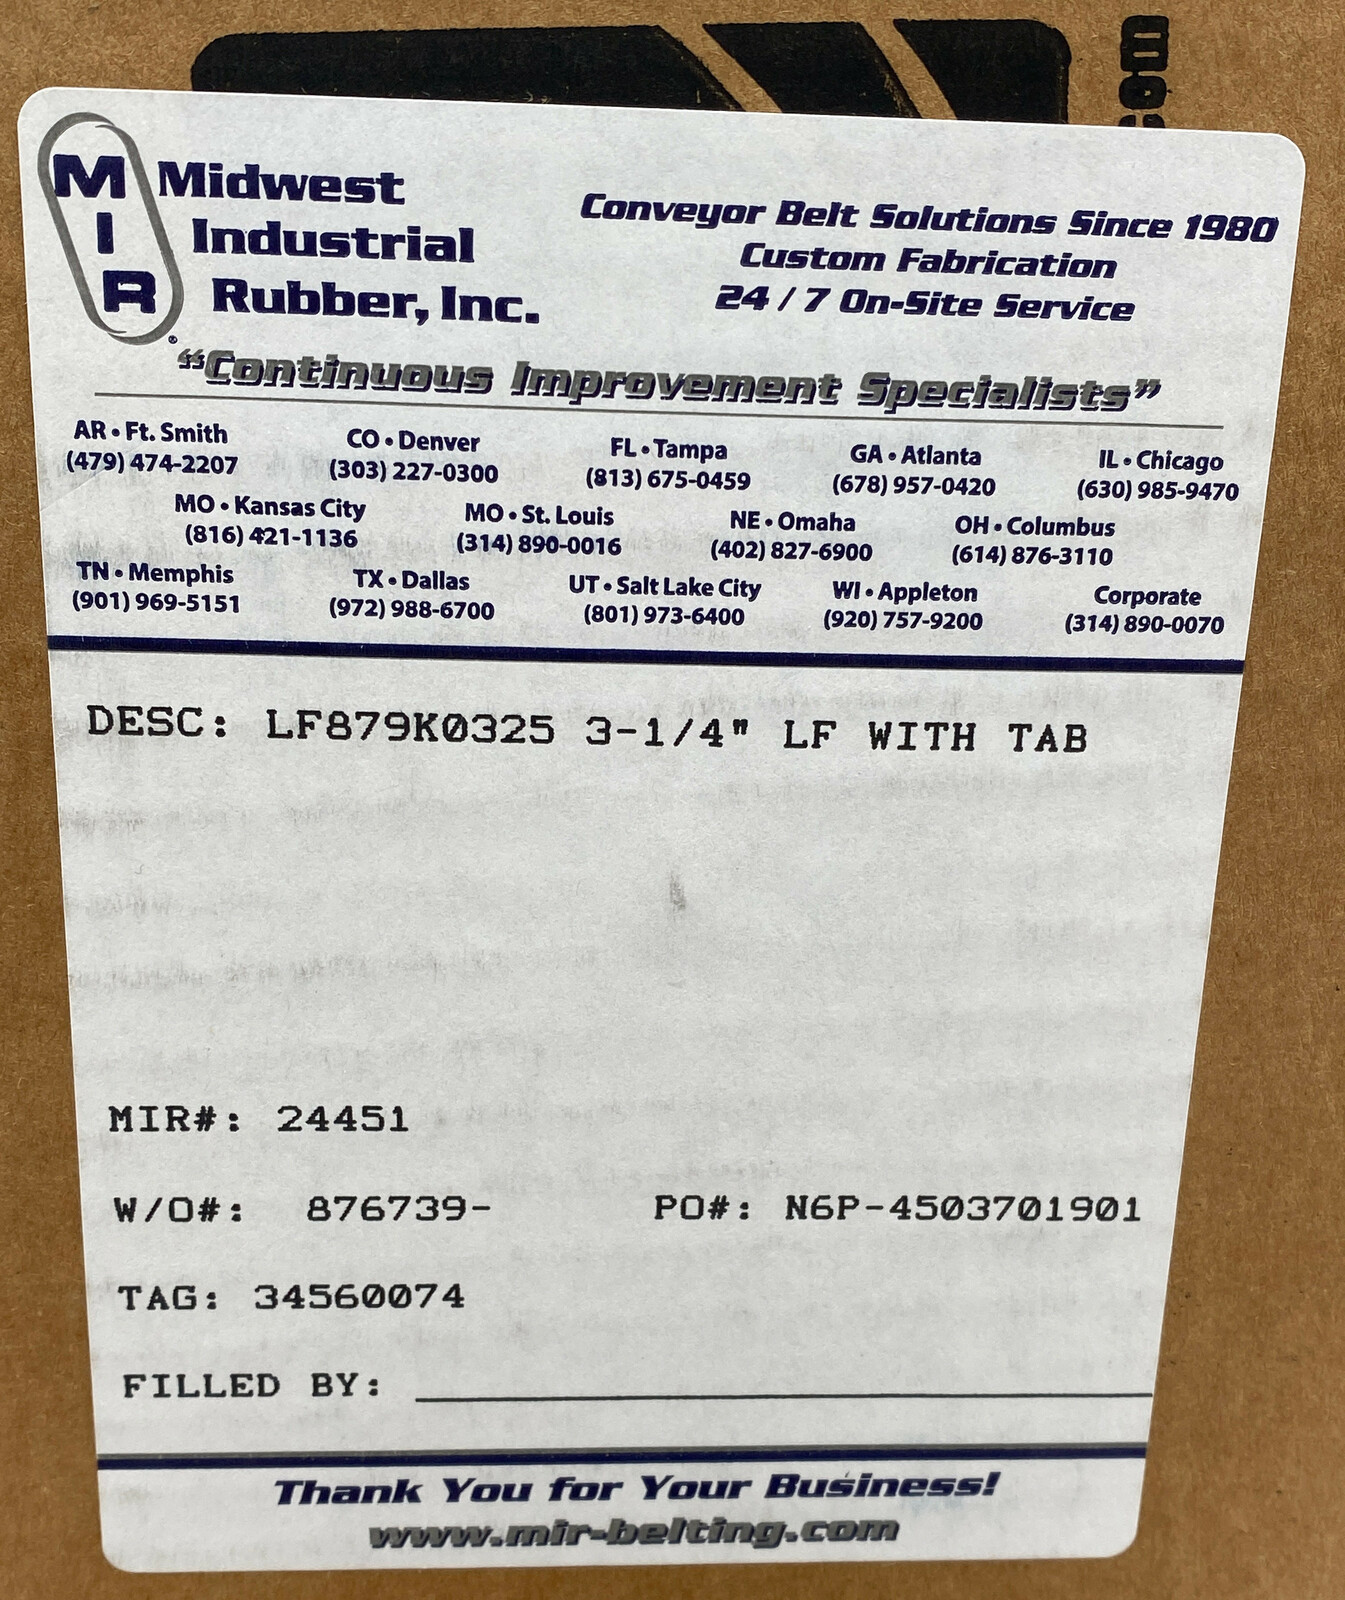 .com
M
I
R
®
Midwest
Industrial
Rubber, Inc.
Conveyor Belt Solutions Since 1980
Custom Fabrication
24 / 7 On-Site Service
“Continuous Improvement Specialists”
AR • Ft. Smith CO • Denver FL • Tampa GA • Atlanta IL • Chicago
(479) 474-2207 (303) 227-0300 (813) 675-0459 (678) 957-0420 (630) 985-9470
MO • Kansas City MO • St. Louis NE • Omaha OH • Columbus
(816) 421-1136 (314) 890-0016 (402) 827-6900 (614) 876-3110
TN • Memphis TX • Dallas UT • Salt Lake City WI • Appleton Corporate
(901) 969-5151 (972) 988-6700 (801) 973-6400 (920) 757-9200 (314) 890-0070
DESC: LF879K0325 3-1/4" LF WITH TAB
MIR#: 24451
W/O#: 876739- PO#: N6P-4503701901
TAG: 34560074
FILLED BY:
Thank You for Your Business!
www.mir-belting.com